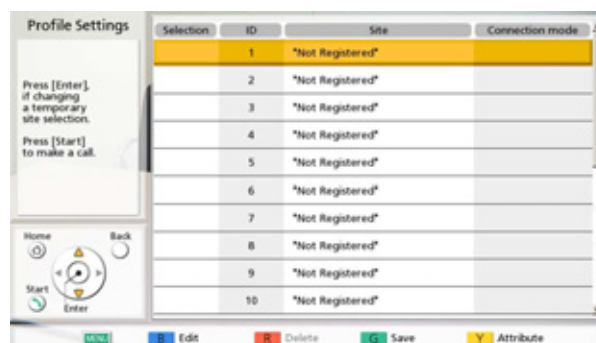 Profile Settings
Selection ID Site Connection mode
Press [Enter],
if changing
a temporary
site selection.
Press [Start]
to make a call.
1 "Not Registered"
2 "Not Registered"
3 "Not Registered"
4 "Not Registered"
5 "Not Registered"
6 "Not Registered"
7 "Not Registered"
8 "Not Registered"
9 "Not Registered"
10 "Not Registered"
Home Back
Start
Enter
MENU B Edit R Delete G Save Y Attribute